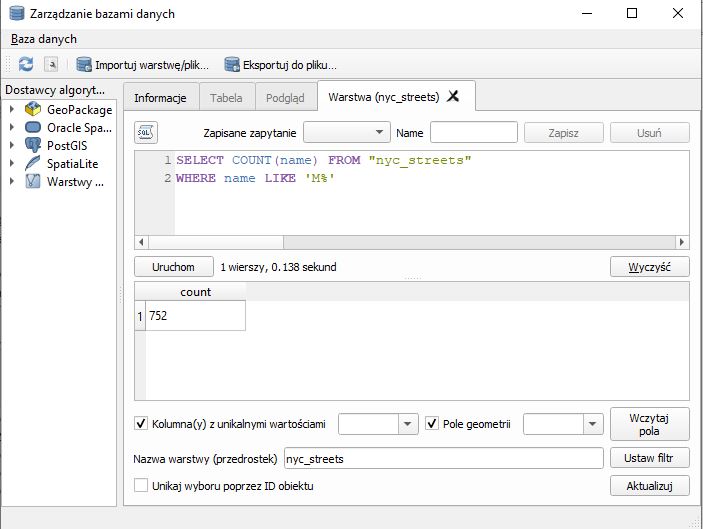 Zarządzanie bazami danych
Baza danych
Importuj warstwę/plik... Eksportuj do pliku...
Dostawcy algoryt...
GeoPackage
Oracle Spa...
PostGIS
SpatiaLite
Warstwy ...
Informacje Tabela Podgląd Warstwa (nyc_streets)
SQL Zapisane zapytanie Name Zapisz Usuń
1 SELECT COUNT(name) FROM "nyc_streets"
2 WHERE name LIKE 'M%'
Uruchom 1 wierszy, 0.138 sekund Wyczyść
count
1 752
Kolumna(y) z unikalnymi wartościami Pole geometrii Wczytaj pola
Nazwa warstwy (przedrostek) nyc_streets Ustaw filtr
Unikaj wyboru poprzez ID obiektu Aktualizuj